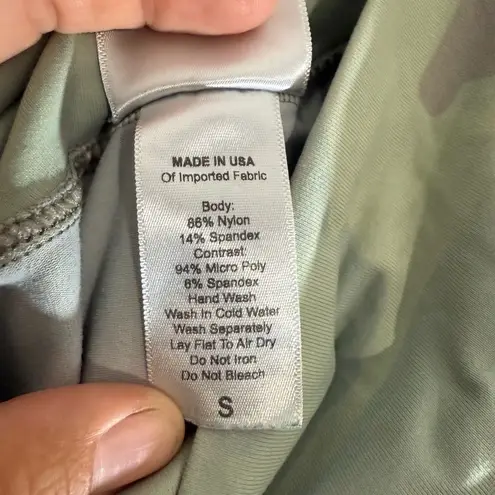 MADE IN USA
Of Imported Fabric
Body:
86% Nylon
14% Spandex
Contrast:
94% Micro Poly
6% Spandex
Hand Wash
Wash In Cold Water
Wash Separately
Lay Flat To Air Dry
Do Not Iron
Do Not Bleach
S